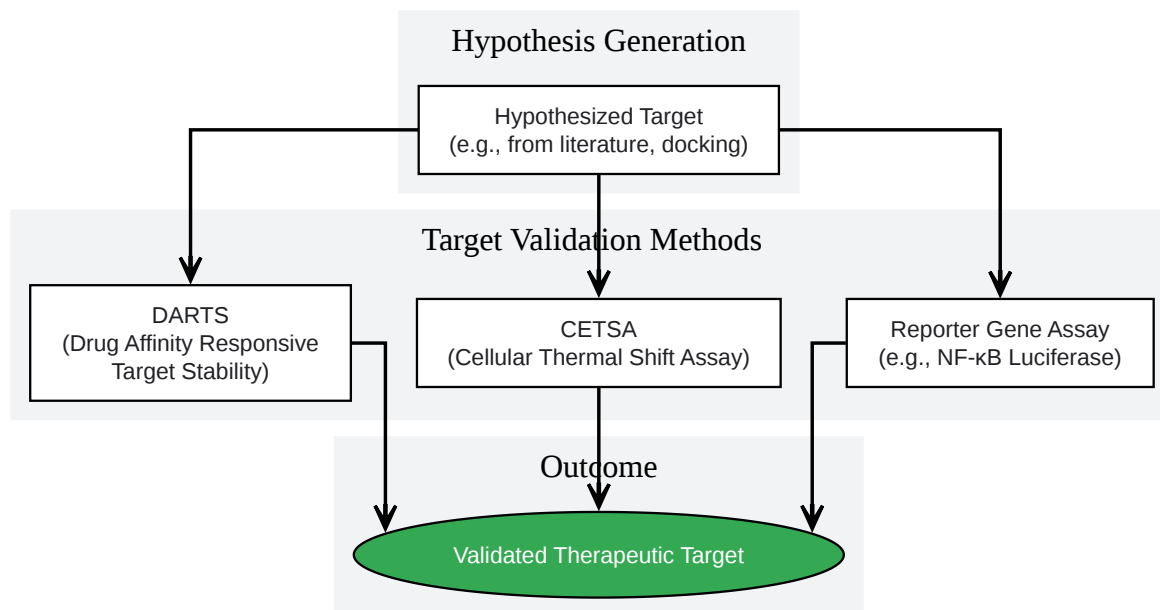 Hypothesis Generation
Hypothesized Target
(e.g., from literature, docking)
Target Validation Methods
DARTS
(Drug Affinity Responsive
Target Stability)
CETSA
(Cellular Thermal Shift Assay)
Reporter Gene Assay
(e.g., NF-κB Luciferase)
Outcome
Validated Therapeutic Target